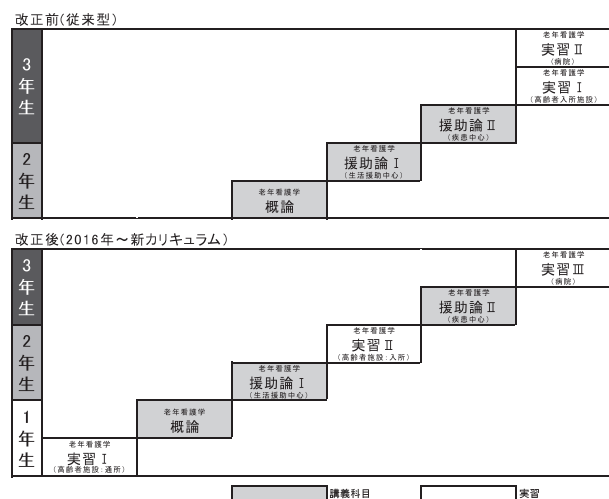 改正前(従来型)
3年生
老年看護学
実習Ⅱ
(病院)
老年看護学
実習Ⅰ
(高齢者入所施設)
老年看護学
援助論Ⅱ
(疾患中心)
2年生
老年看護学
援助論Ⅰ
(生活援助中心)
老年看護学
概論
改正後(2016年～新カリキュラム)
3年生
老年看護学
実習Ⅲ
(病院)
老年看護学
援助論Ⅱ
(疾患中心)
2年生
老年看護学
実習Ⅱ
(高齢者施設:入所)
老年看護学
援助論Ⅰ
(生活援助中心)
1年生
老年看護学
概論
老年看護学
実習Ⅰ
(高齢者施設:通所)
講義科目
実習